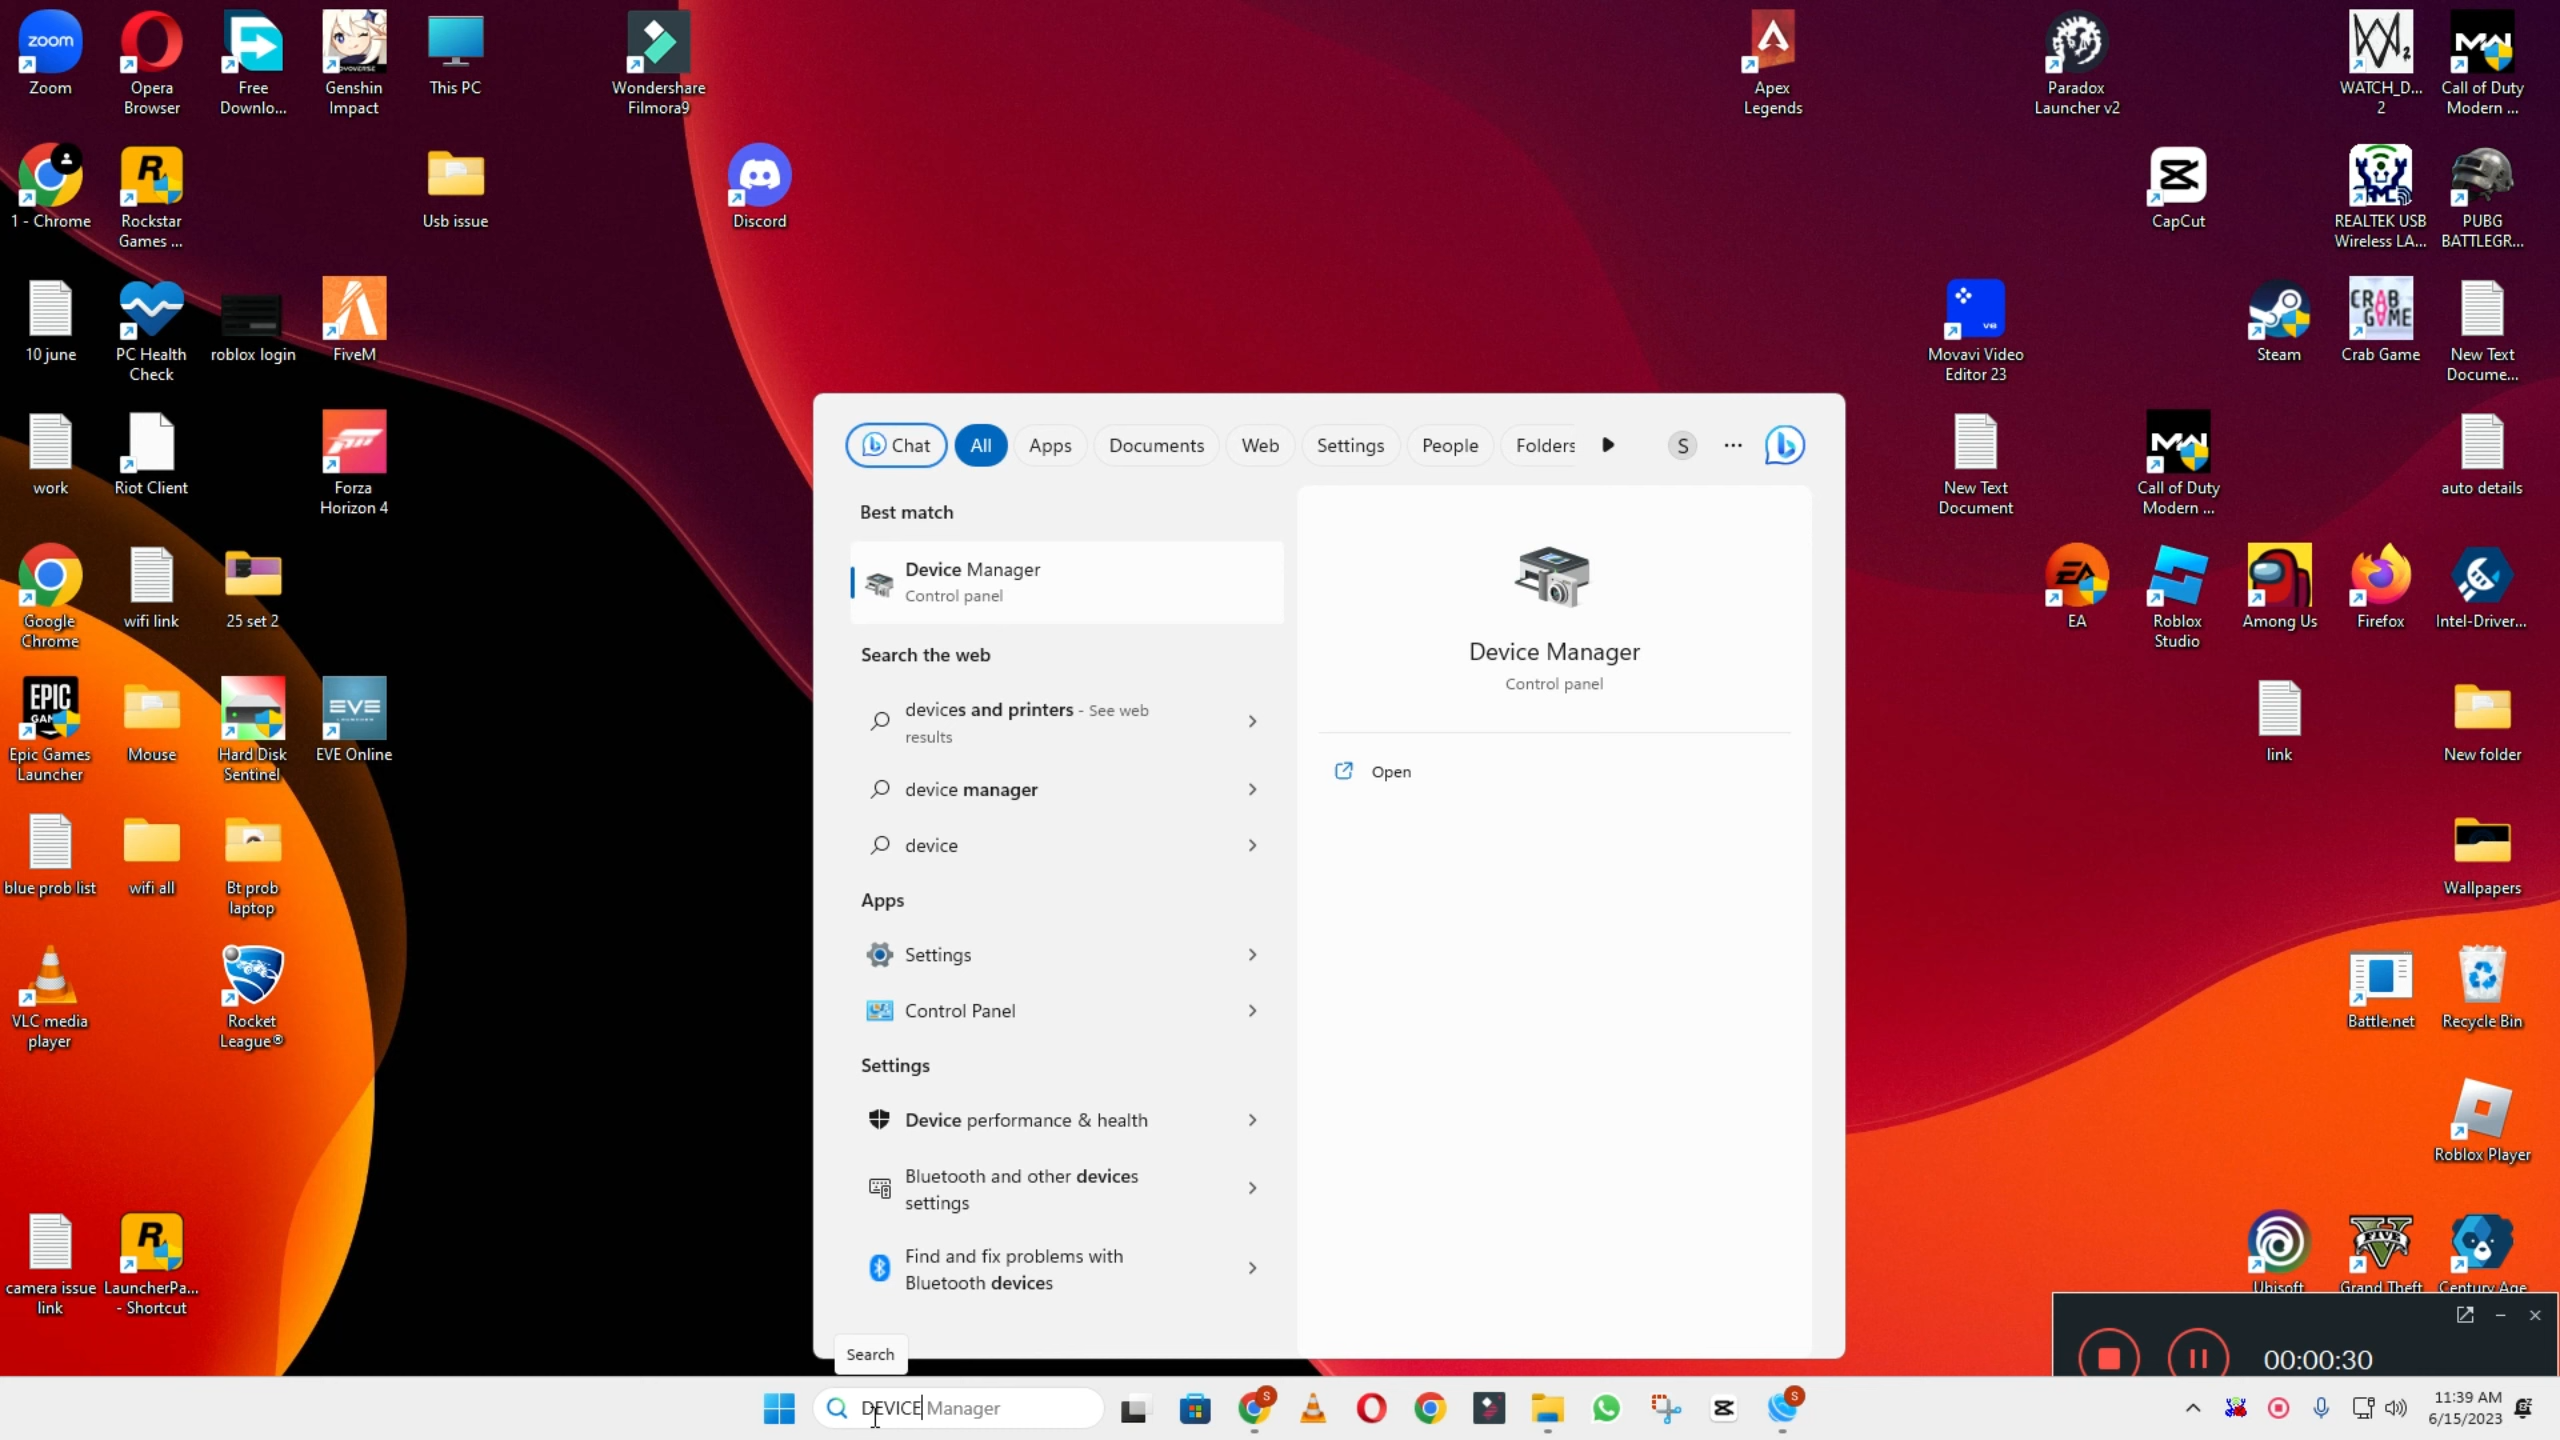 Zoom
Opera
Browser
Free
Downlo...
Genshin
Impact
This PC
Wondershare
Filmora9
Apex
Legends
Paradox
Launcher v2
WATCH_D...
2
Call of Duty
Modern ...
1 - Chrome
Rockstar
Games ...
Usb issue
Discord
CapCut
REALTEK USB
Wireless LA...
PUBG
BATTLEGR...
10 june
PC Health
Check
roblox login
FiveM
Movavi Video
Editor 23
Steam
Crab Game
New Text
Docume...
work
Riot Client
Forza
Horizon 4
New Text
Document
Call of Duty
Modern ...
auto details
Google
Chrome
wifi link
25 set 2
EA
Roblox
Studio
Among Us
Firefox
Intel-Driver...
Epic Games
Launcher
Mouse
Hard Disk
Sentinel
EVE Online
link
New folder
blue prob list
wifi all
Bt prob
laptop
Wallpapers
VLC media
player
Rocket
League®
Battle.net
Recycle Bin
Roblox Player
camera issue
link
LauncherPa...
- Shortcut
Ubisoft
Grand Theft
Century Age
Chat
All
Apps
Documents
Web
Settings
People
Folders
S
Best match
Device Manager
Control panel
Search the web
devices and printers - See web
results
device manager
device
Apps
Settings
Control Panel
Settings
Device performance & health
Bluetooth and other devices
settings
Find and fix problems with
Bluetooth devices
Device Manager
Control panel
Open
Search
00:00:30
DEVICE Manager
11:39 AM
6/15/2023